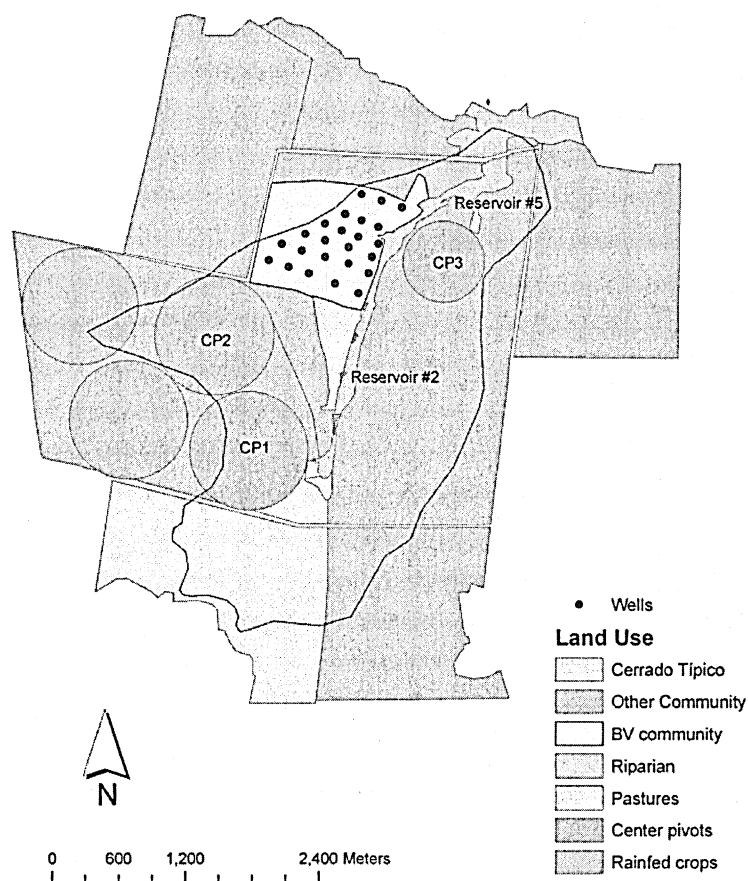 Reservoir #5
CP3
CP2
Reservoir #2
CP1
Wells
Land Use
Cerrado Típico
Other Community
BV community
Riparian
Pastures
Center pivots
Rainfed crops
N
0 600 1,200 2,400 Meters